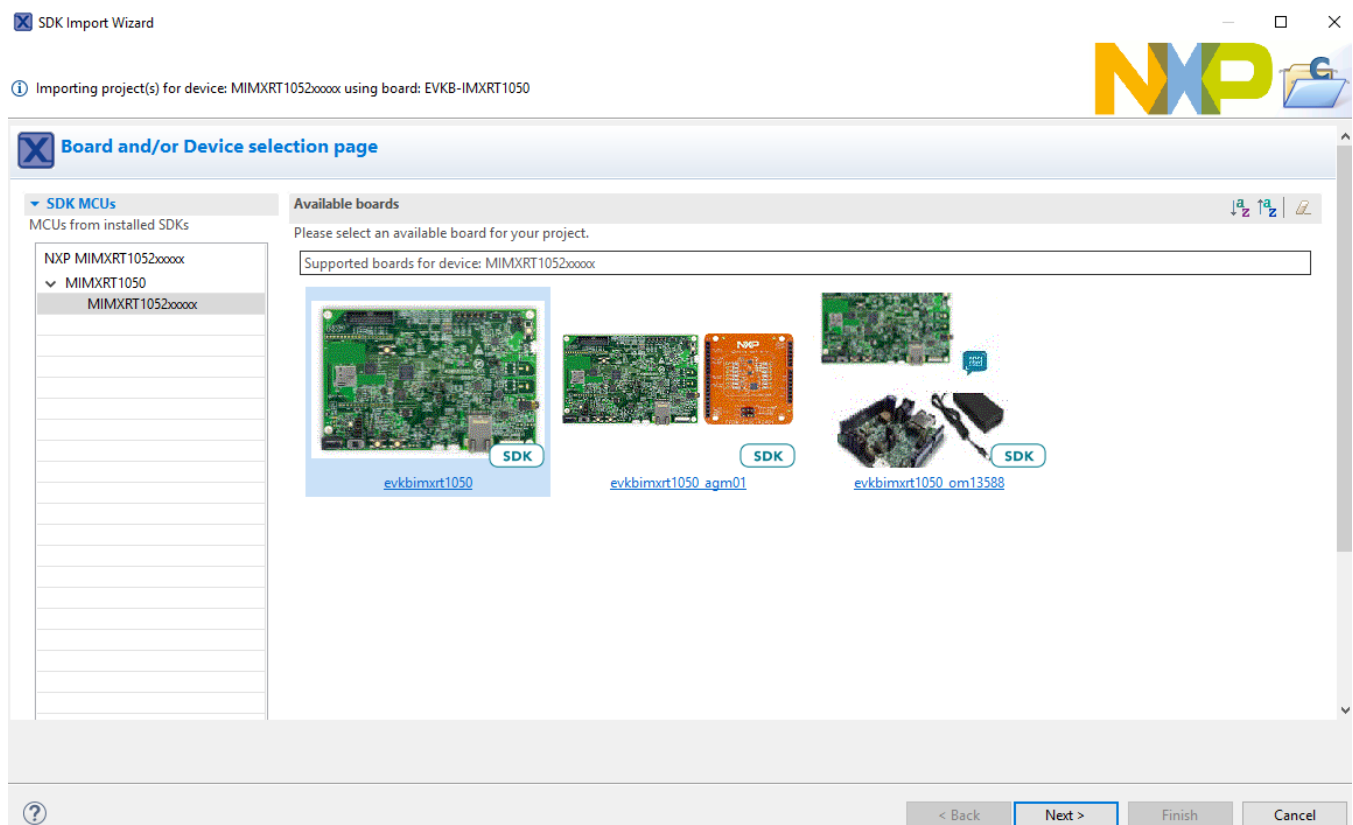 SDK Import Wizard
Importing project(s) for device: MIMXRT1052xxxxx using board: EVKB-IMXRT1050
NXP
C
Board and/or Device selection page
SDK MCUs
MCUs from installed SDKs
NXP MIMXRT1052xxxxx
MIMXRT1050
MIMXRT1052xxxxx
Available boards
Please select an available board for your project.
Supported boards for device: MIMXRT1052xxxxx
NXP
SDK
SDK
SDK
evkbimxrt1050
evkbimxrt1050_agm01
evkbimxrt1050_om13588
< Back
Next >
Finish
Cancel